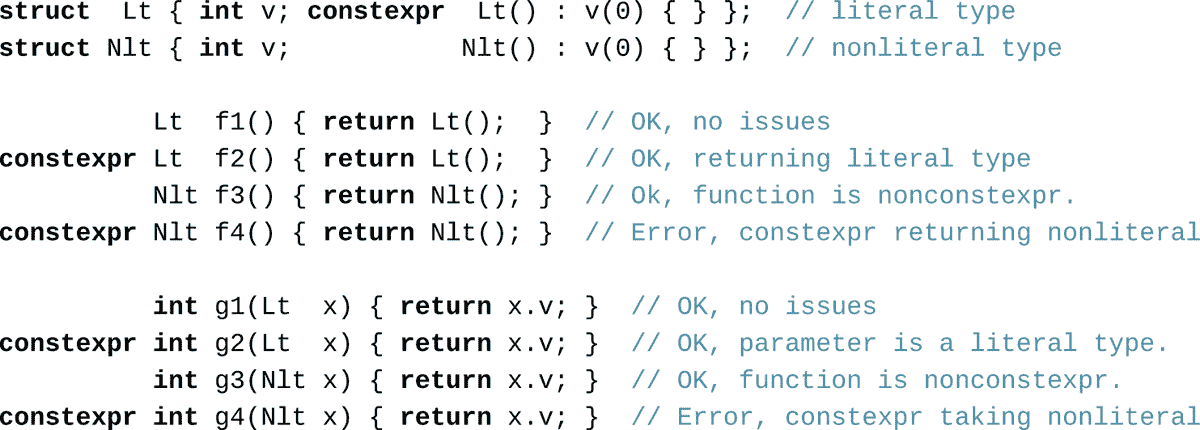 struct  Lt { int v; constexpr  Lt() : v(0) { } };  // literal type
struct Nlt { int v;           Nlt() : v(0) { } };  // nonliteral type
          Lt  f1() { return Lt();  }  // OK, no issues
constexpr Lt  f2() { return Lt();  }  // OK, returning literal type
          Nlt f3() { return Nlt(); }  // Ok, function is nonconstexpr.
constexpr Nlt f4() { return Nlt(); }  // Error, constexpr returning nonliteral
          int g1(Lt  x) { return x.v; }  // OK, no issues
constexpr int g2(Lt  x) { return x.v; }  // OK, parameter is a literal type.
          int g3(Nlt x) { return x.v; }  // OK, function is nonconstexpr.
constexpr int g4(Nlt x) { return x.v; }  // Error, constexpr taking nonliteral